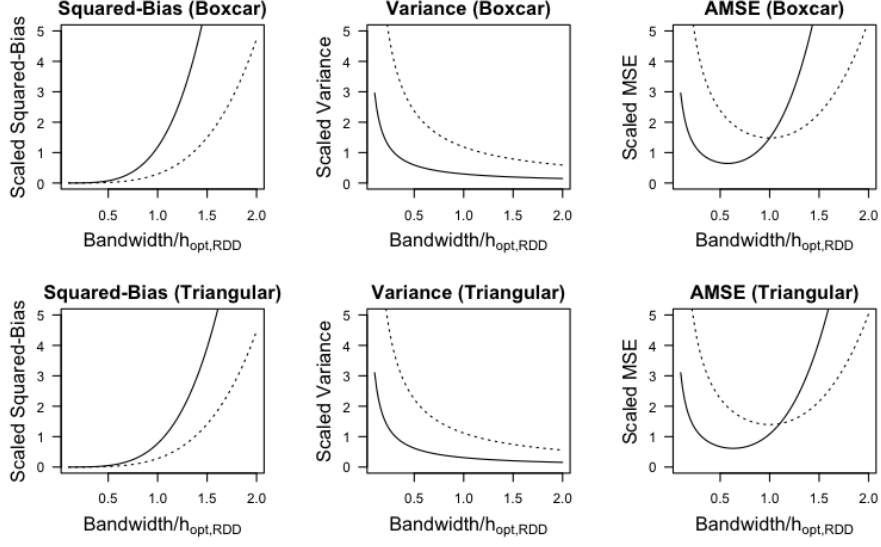 Squared-Bias (Boxcar)
Scaled Squared-Bias
5
4
3
2
1
0
0.5 1.0 1.5 2.0
Bandwidth/hopt,RDD
Variance (Boxcar)
Scaled Variance
5
4
3
2
1
0
0.5 1.0 1.5 2.0
Bandwidth/hopt,RDD
AMSE (Boxcar)
Scaled MSE
5
4
3
2
1
0
0.5 1.0 1.5 2.0
Bandwidth/hopt,RDD
Squared-Bias (Triangular)
Scaled Squared-Bias
5
4
3
2
1
0
0.5 1.0 1.5 2.0
Bandwidth/hopt,RDD
Variance (Triangular)
Scaled Variance
5
4
3
2
1
0
0.5 1.0 1.5 2.0
Bandwidth/hopt,RDD
AMSE (Triangular)
Scaled MSE
5
4
3
2
1
0
0.5 1.0 1.5 2.0
Bandwidth/hopt,RDD